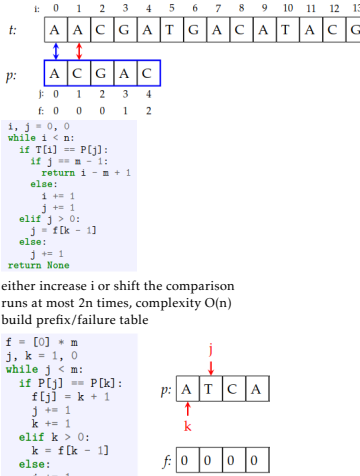 i: 0 1 2 3 4 5 6 7 8 9 10 11 12 13
t: A A C G A T G A C A T A C G
p: A C G A C
j: 0 1 2 3 4
f: 0 0 0 1 2
i, j = 0, 0
while i < n:
if T[i] == P[j]:
if j == m - 1:
return i - m + 1
else:
i += 1
j += 1
elif j > 0:
j = f[k - 1]
else:
j += 1
return None
either increase i or shift the comparison
runs at most 2n times, complexity O(n)
build prefix/failure table
f = [0] * m
j, k = 1, 0
while j < m:
if P[j] == P[k]:
f[j] = k + 1
j += 1
k += 1
elif k > 0:
k = f[k - 1]
else:
j
p: A T C A
k
f: 0 0 0 0